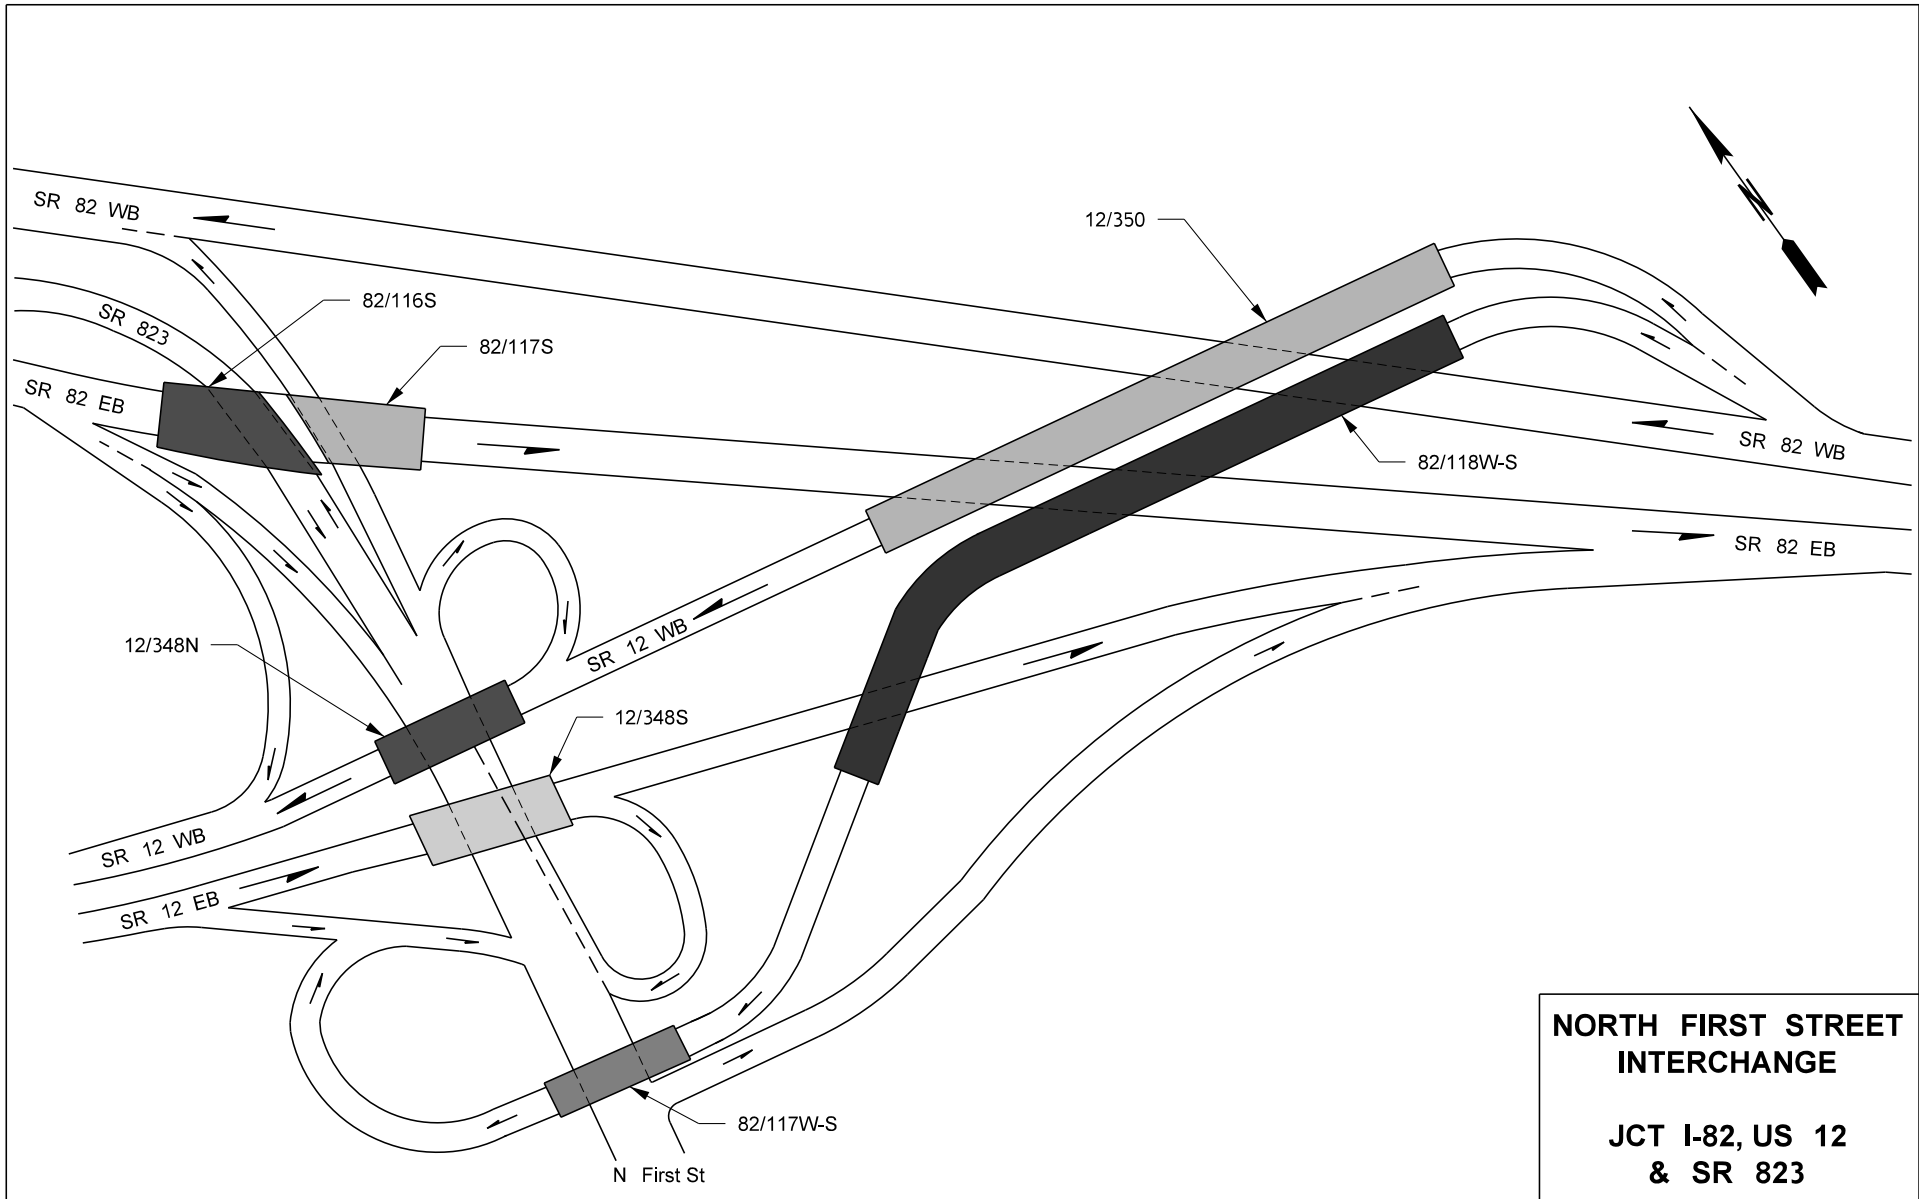 SR 82 WB
12/350
N
82/116S
SR 823
82/117S
SR 82 EB
SR 82 WB
82/118W-S
SR 82 EB
12/348N
SR 12 WB
12/348S
SR 12 WB
SR 12 EB
82/117W-S
N First St
NORTH FIRST STREET
INTERCHANGE
JCT I-82, US 12
& SR 823